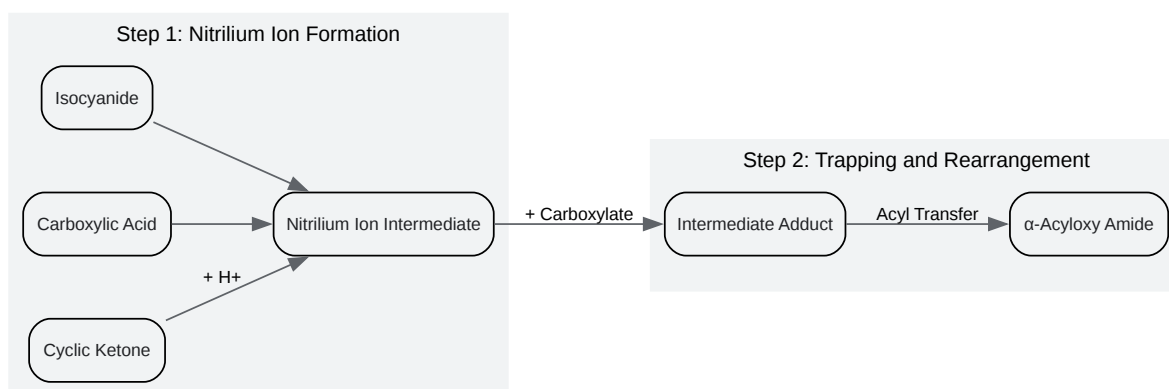 Step 1: Nitrilium Ion Formation
Isocyanide
Carboxylic Acid
Cyclic Ketone
+ H+
Nitrilium Ion Intermediate
+ Carboxylate
Step 2: Trapping and Rearrangement
Intermediate Adduct
Acyl Transfer
α-Acyloxy Amide